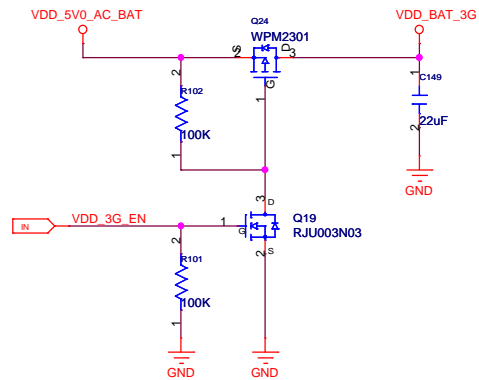 VDD_5V0_AC_BAT
VDD_BAT_3G
Q24
WPM2301
S
D
2
3
G
1
C149
1
22uF
2
GND
2
R102
100K
1
VDD_3G_EN
IN
1
G
3
D
Q19
RJU003N03
S
2
2
R101
100K
1
GND
GND